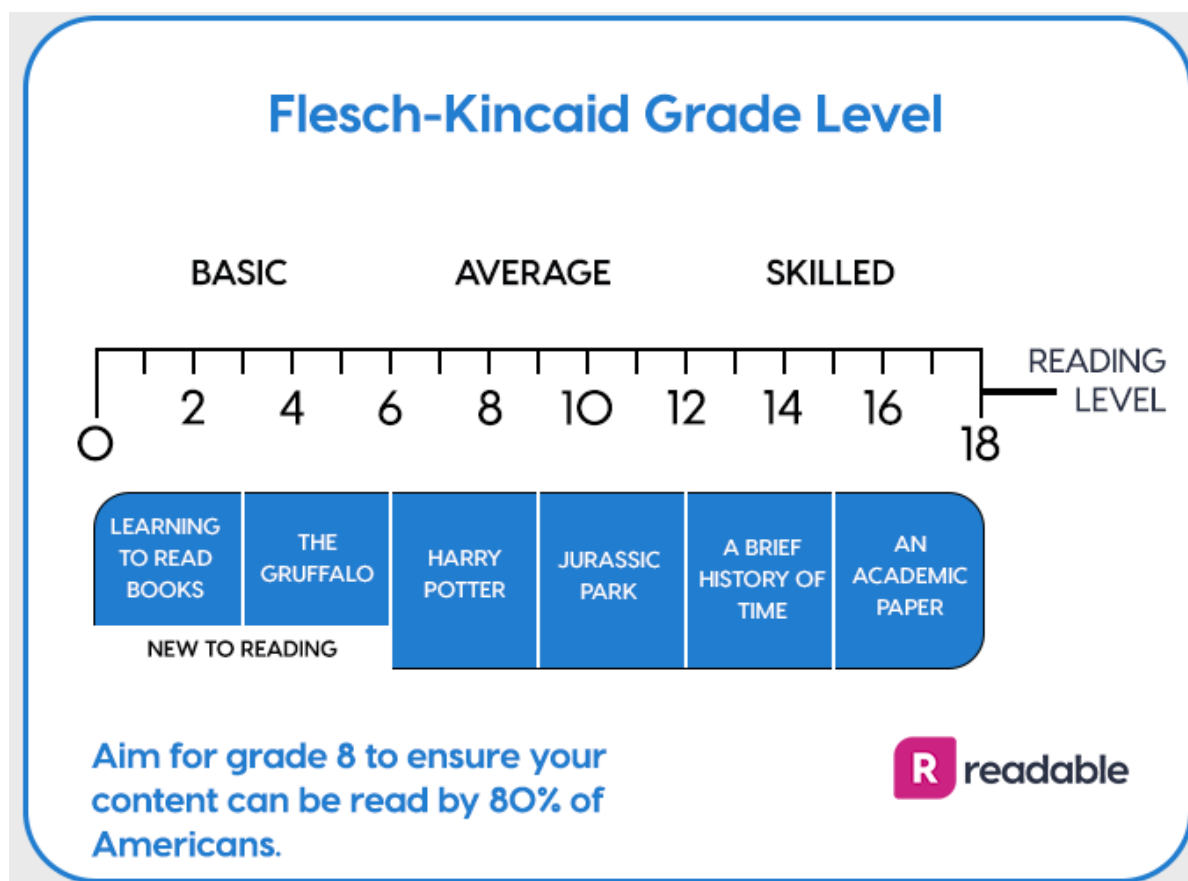 Flesch-Kincaid Grade Level
BASIC AVERAGE SKILLED
READING
LEVEL
2 4 6 8 10 12 14 16
0 18
LEARNING
TO READ
BOOKS
THE
GRUFFALO
HARRY
POTTER
JURASSIC
PARK
A BRIEF
HISTORY OF
TIME
AN
ACADEMIC
PAPER
NEW TO READING
Aim for grade 8 to ensure your
content can be read by 80% of
Americans.
R readable